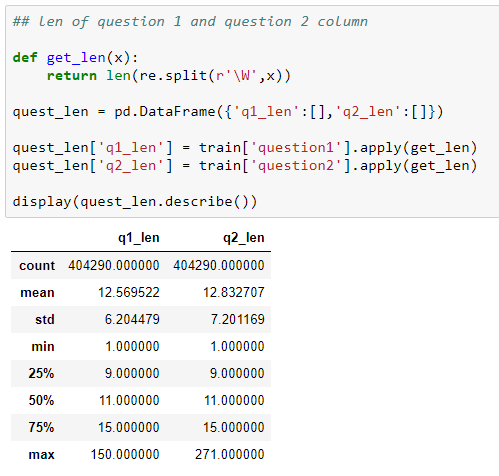 ## len of question 1 and question 2 column
def get_len(x):
    return len(re.split(r'\W',x))
quest_len = pd.DataFrame({'q1_len':[],'q2_len':[]})
quest_len['q1_len'] = train['question1'].apply(get_len)
quest_len['q2_len'] = train['question2'].apply(get_len)
display(quest_len.describe())
q1_len q2_len
count 404290.000000 404290.000000
mean 12.569522 12.832707
std 6.204479 7.201169
min 1.000000 1.000000
25% 9.000000 9.000000
50% 11.000000 11.000000
75% 15.000000 15.000000
max 150.000000 271.000000